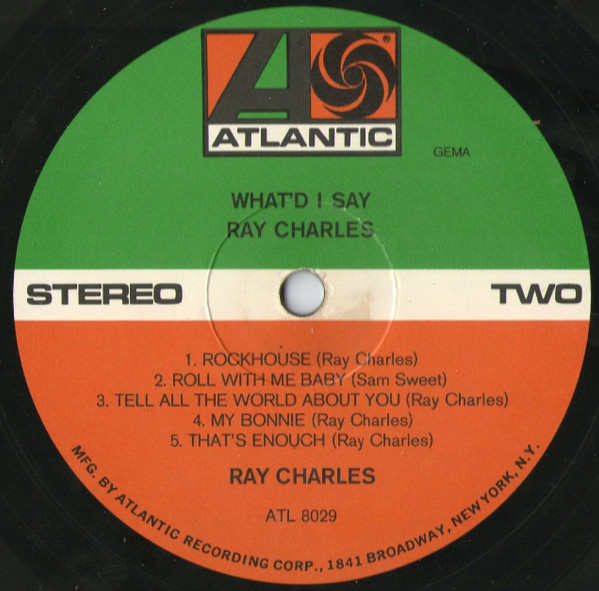 ATLANTIC
®
GEMA
WHAT'D I SAY
RAY CHARLES
STEREO
TWO
1. ROCKHOUSE (Ray Charles)
2. ROLL WITH ME BABY (Sam Sweet)
3. TELL ALL THE WORLD ABOUT YOU (Ray Charles)
4. MY BONNIE (Ray Charles)
5. THAT'S ENOUCH (Ray Charles)
RAY CHARLES
ATL 8029
MFG. BY ATLANTIC RECORDING CORP., 1841 BROADWAY, NEW YORK, N.Y.